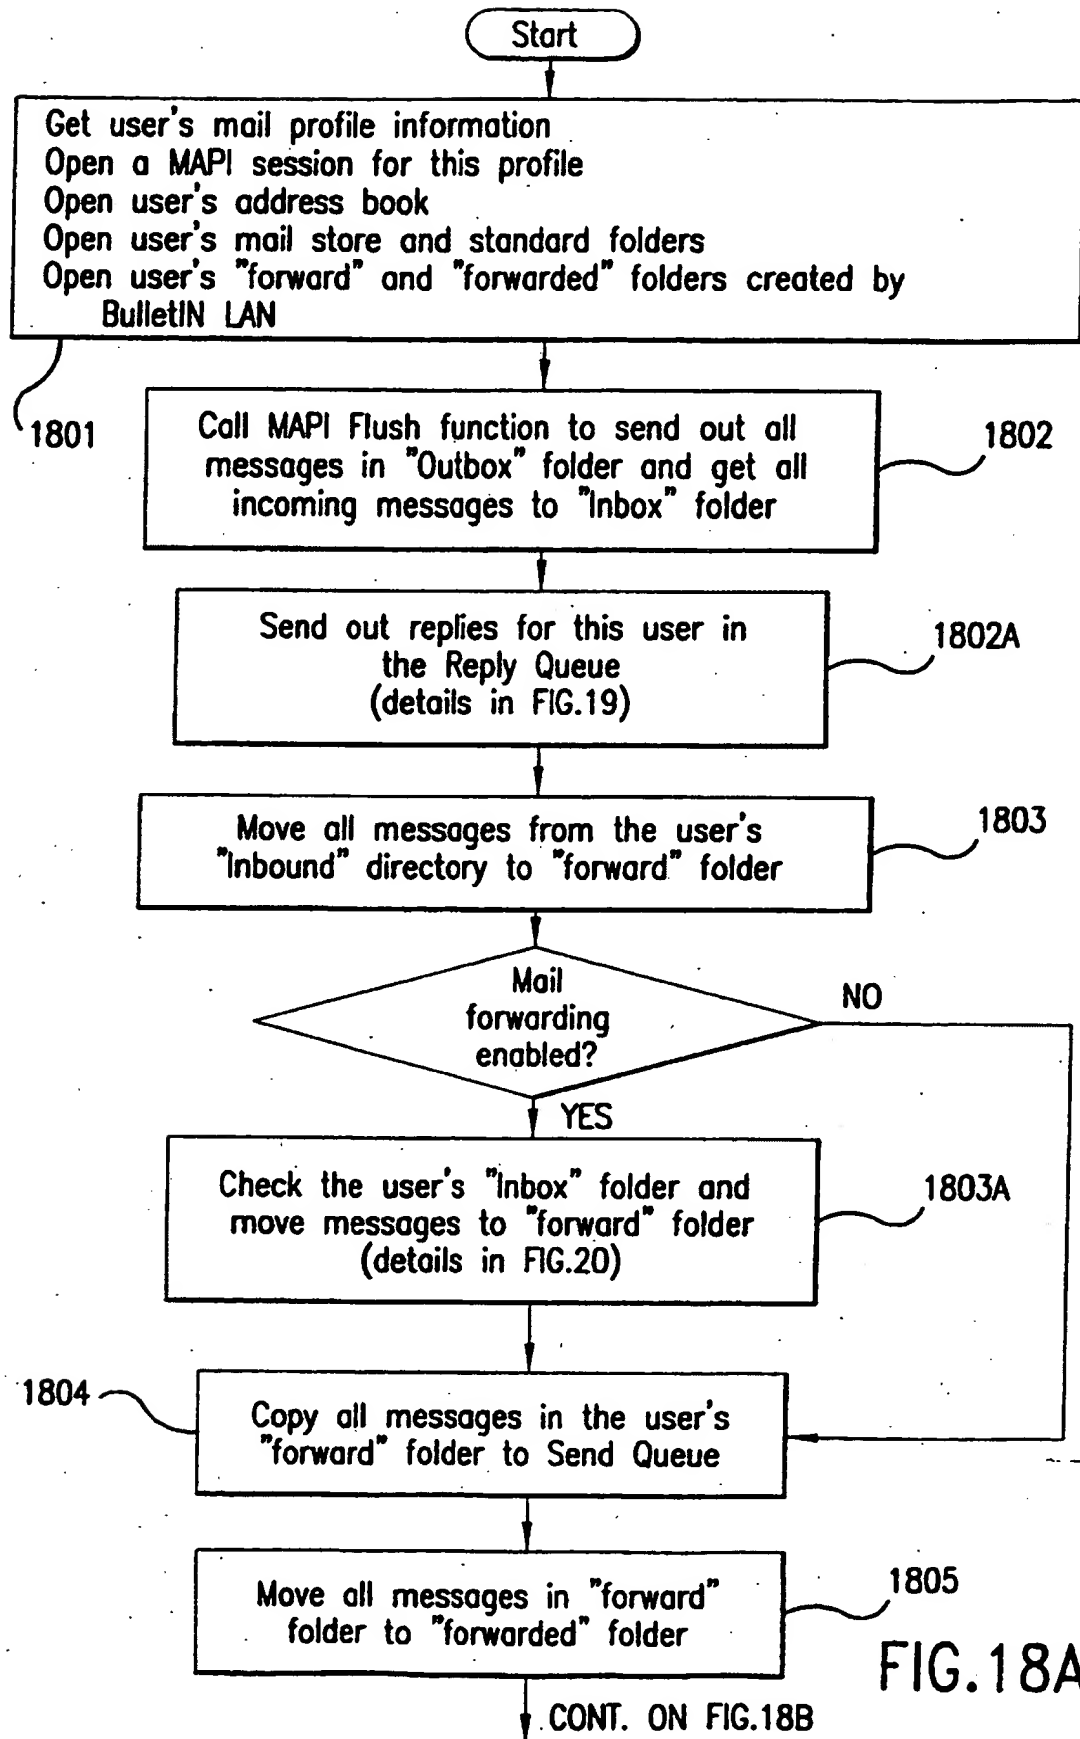 Start
Get user's mail profile information
Open a MAPI session for this profile
Open user's address book
Open user's mail store and standard folders
Open user's "forward" and "forwarded" folders created by
BulletIN LAN
1801
Call MAPI Flush function to send out all
messages in "Outbox" folder and get all
incoming messages to "Inbox" folder
1802
Send out replies for this user in
the Reply Queue
(details in FIG.19)
1802A
Move all messages from the user's
"Inbound" directory to "forward" folder
1803
Mail
forwarding
enabled?
NO
YES
Check the user's "Inbox" folder and
move messages to "forward" folder
(details in FIG.20)
1803A
1804
Copy all messages in the user's
"forward" folder to Send Queue
Move all messages in "forward"
folder to "forwarded" folder
1805
FIG.18A
CONT. ON FIG.18B